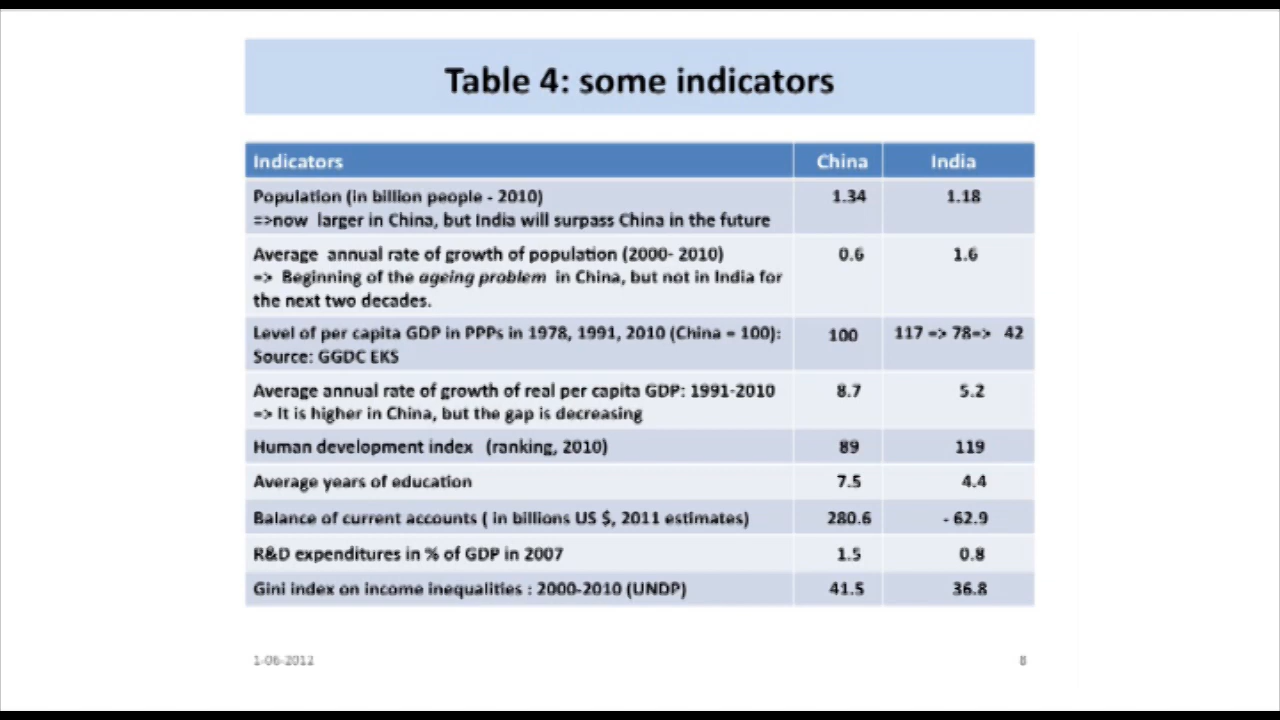 Table 4: some indicators
Indicators China India
Population (in billion people - 2010) 1.34 1.18
=>now larger in China, but India will surpass China in the future
Average annual rate of growth of population (2000- 2010) 0.6 1.6
=> Beginning of the ageing problem in China, but not in India for
the next two decades.
Level of per capita GDP in PPPs in 1978, 1991, 2010 (China = 100): 100 117 => 78=> 42
Source: GGDC EKS
Average annual rate of growth of real per capita GDP: 1991-2010 8.7 5.2
=> It is higher in China, but the gap is decreasing
Human development index (ranking, 2010) 89 119
Average years of education 7.5 4.4
Balance of current accounts ( in billions US $, 2011 estimates) 280.6 - 62.9
R&D expenditures in % of GDP in 2007 1.5 0.8
Gini index on income inequalities : 2000-2010 (UNDP) 41.5 36.8
1-06-2012 8